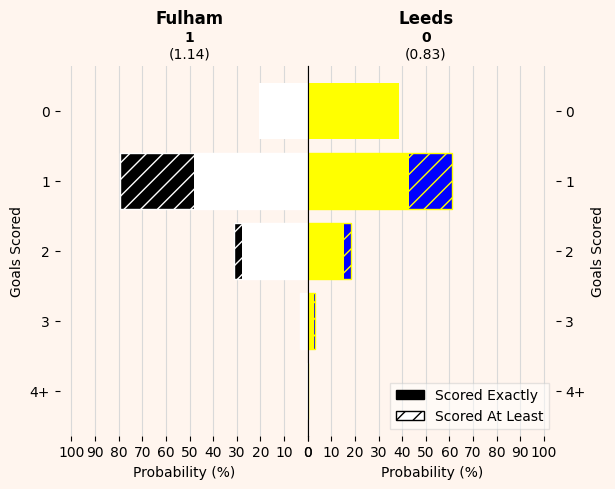 Fulham Leeds
1 0
(1.14) (0.83)
0 0
1 1
2 2
3 3
4+ 4+
Goals Scored Goals Scored
Scored Exactly
Scored At Least
100 90 80 70 60 50 40 30 20 10 0 0 10 20 30 40 50 60 70 80 90 100
Probability (%) Probability (%)